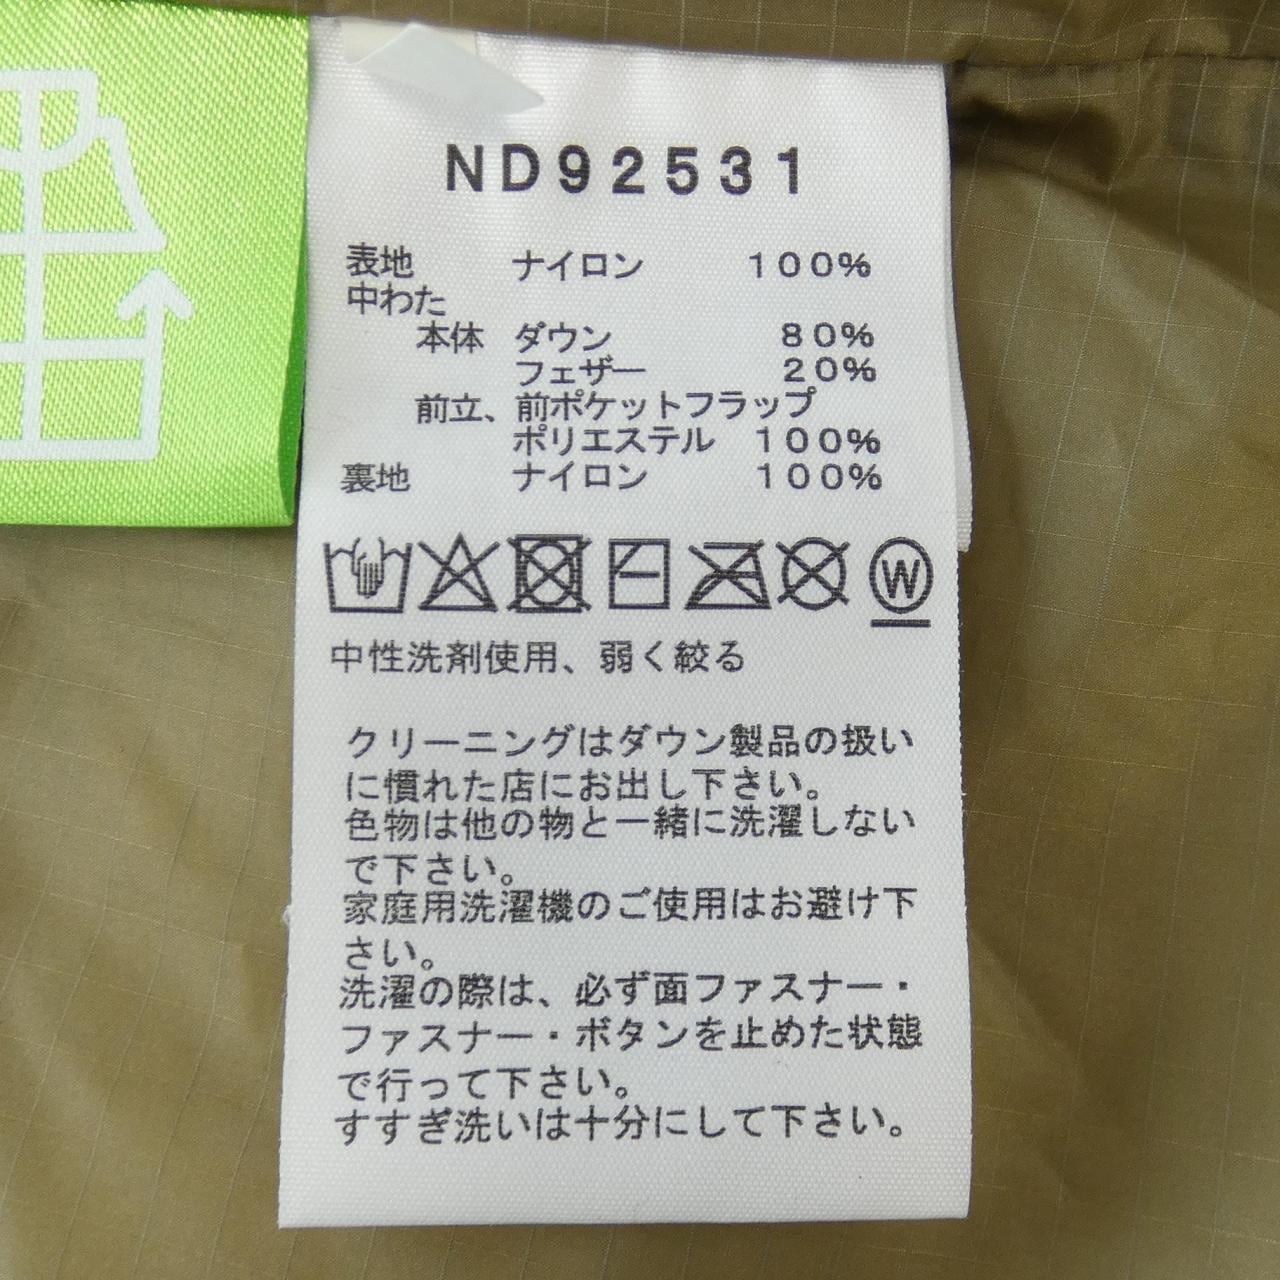 ND92531
表地 ナイロン 100%
中わた
本体 ダウン 80%
フェザー 20%
前立、前ポケットフラップ
ポリエステル 100%
裏地 ナイロン 100%
W
中性洗剤使用、弱く絞る
クリーニングはダウン製品の扱い
に慣れた店にお出し下さい。
色物は他の物と一緒に洗濯しない
で下さい。
家庭用洗濯機のご使用はお避け下
さい。
洗濯の際は、必ず面ファスナー・
ファスナー・ボタンを止めた状態
で行って下さい。
すすぎ洗いは十分にして下さい。